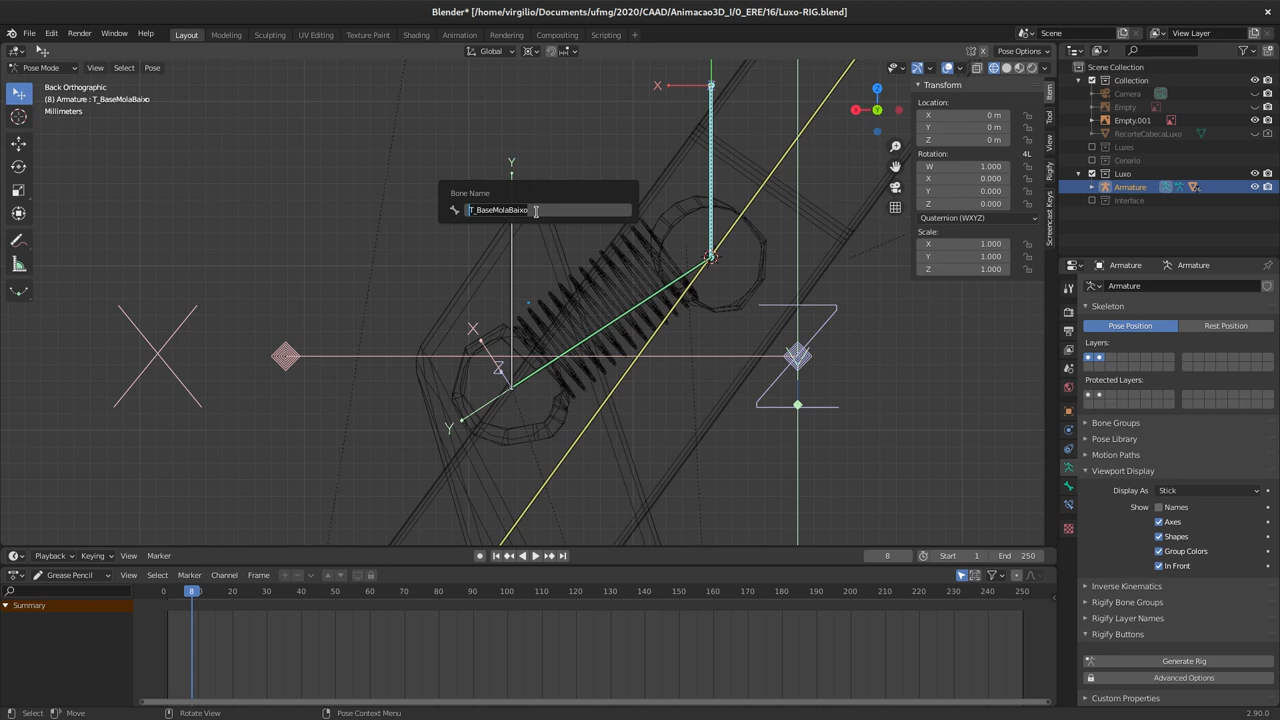 Blender* [/home/virgilio/Documents/ufmg/2020/CAAD/Animacao3D_I/0_ERE/16/Luxo-RIG.blend]
File Edit Render Window Help Layout Modeling Sculpting UV Editing Texture Paint Shading Animation Rendering Compositing Scripting + Scene View Layer
Global Pose Options
Pose Mode View Select Pose
Back Orthographic
(8) Armature : T_BaseMolaBaixo
Millimeters
X
Y
Bone Name
T_BaseMolaBaixo
X
Z
Y
Z
X
Y
Transform
Location:
X 0 m
Y 0 m
Z 0 m
Rotation: 4L
W 1.000
X 0.000
Y 0.000
Z 0.000
Quaternion (WXYZ)
Scale:
X 1.000
Y 1.000
Z 1.000
Item
Tool
View
Rigify
Screencast Keys
Scene Collection
Collection
Camera
Empty
Empty.001
RecorteCabecaLuxo
Luzes
Cenario
Luxo
Armature
Interface
Armature Armature
Armature
Skeleton
Pose Position Rest Position
Layers:
Protected Layers:
Bone Groups
Pose Library
Motion Paths
Viewport Display
Display As Stick
Show Names
Axes
Shapes
Group Colors
In Front
Inverse Kinematics
Rigify Bone Groups
Rigify Layer Names
Rigify Buttons
Generate Rig
Advanced Options
Custom Properties
Playback Keying View Marker 8 Start 1 End 250
Grease Pencil View Select Marker Channel Frame
0 8 20 30 40 50 60 70 80 90 100 110 120 130 140 150 160 170 180 190 200 210 220 230 240 250
Summary
Select Move Rotate View Pose Context Menu 2.90.0